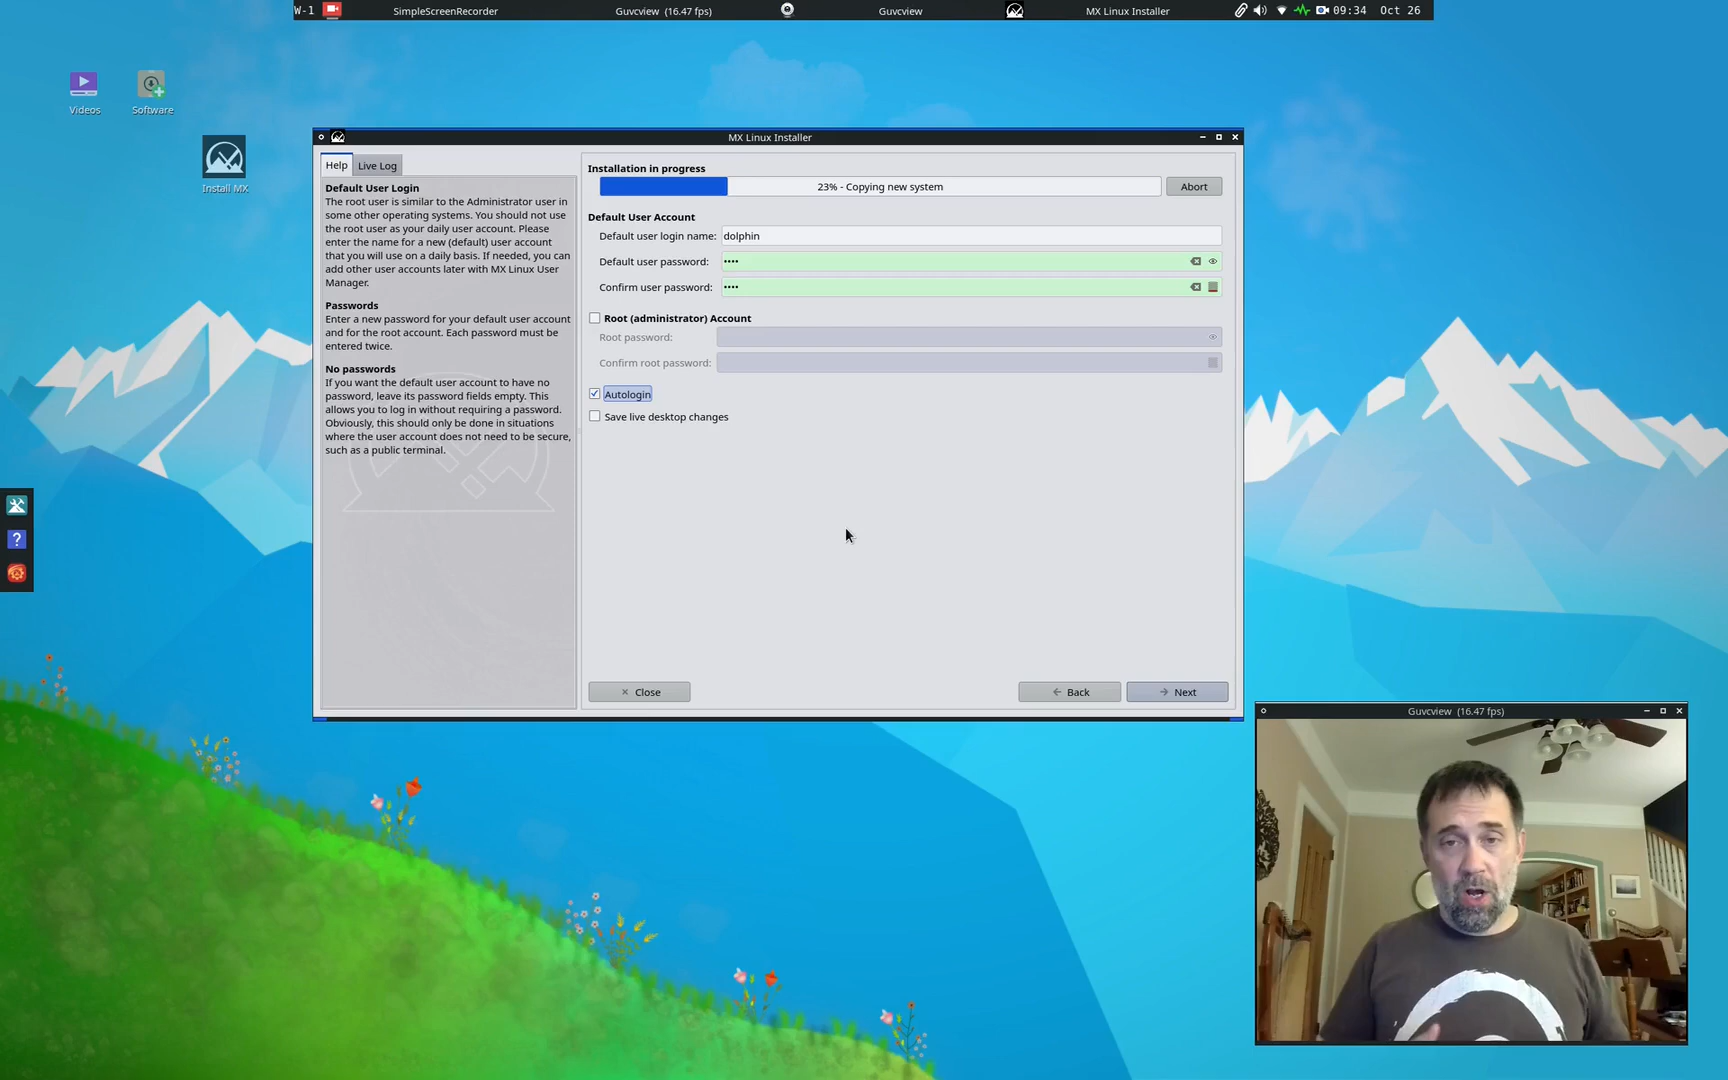 W-1
SimpleScreenRecorder
Guvcview (16.47 fps)
Guvcview
MX Linux Installer
09:34
Oct 26
Videos
Software
Install MX
MX Linux Installer
Help
Live Log
Default User Login
The root user is similar to the Administrator user in
some other operating systems. You should not use
the root user as your daily user account. Please
enter the name for a new (default) user account
that you will use on a daily basis. If needed, you can
add other user accounts later with MX Linux User
Manager.
Passwords
Enter a new password for your default user account
and for the root account. Each password must be
entered twice.
No passwords
If you want the default user account to have no
password, leave its password fields empty. This
allows you to log in without requiring a password.
Obviously, this should only be done in situations
where the user account does not need to be secure,
such as a public terminal.
Installation in progress
23% - Copying new system
Abort
Default User Account
Default user login name: dolphin
Default user password: ••••
Confirm user password: ••••
Root (administrator) Account
Root password:
Confirm root password:
Autologin
Save live desktop changes
Close
Back
Next
Guvcview (16.47 fps)